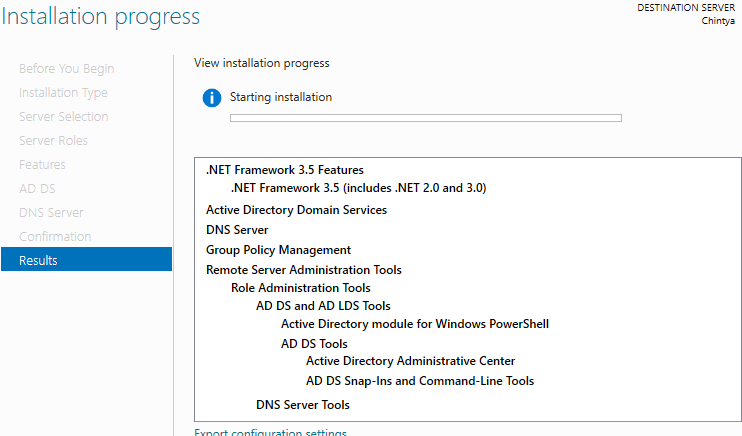 Installation progress
DESTINATION SERVER
Chintya
Before You Begin
Installation Type
Server Selection
Server Roles
Features
AD DS
DNS Server
Confirmation
Results
View installation progress
Starting installation
.NET Framework 3.5 Features
.NET Framework 3.5 (includes .NET 2.0 and 3.0)
Active Directory Domain Services
DNS Server
Group Policy Management
Remote Server Administration Tools
Role Administration Tools
AD DS and AD LDS Tools
Active Directory module for Windows PowerShell
AD DS Tools
Active Directory Administrative Center
AD DS Snap-Ins and Command-Line Tools
DNS Server Tools
Export configuration settings